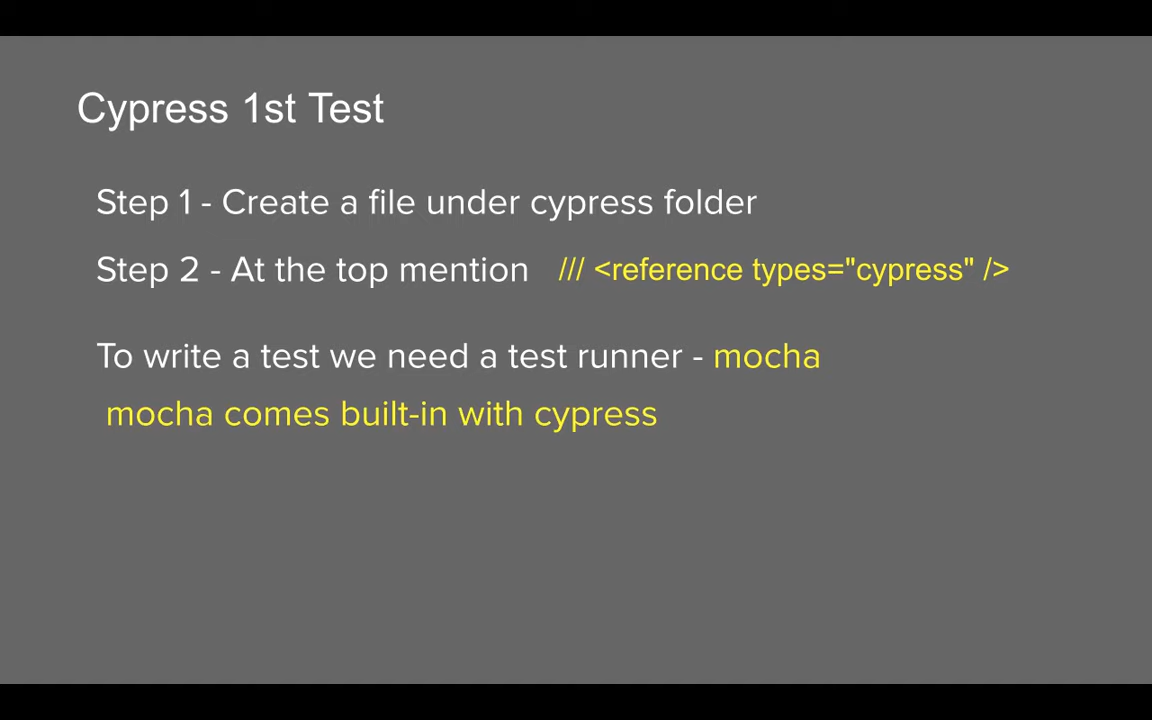 Cypress 1st Test
Step 1 - Create a file under cypress folder
Step 2 - At the top mention /// <reference types="cypress" />
To write a test we need a test runner - mocha
mocha comes built-in with cypress